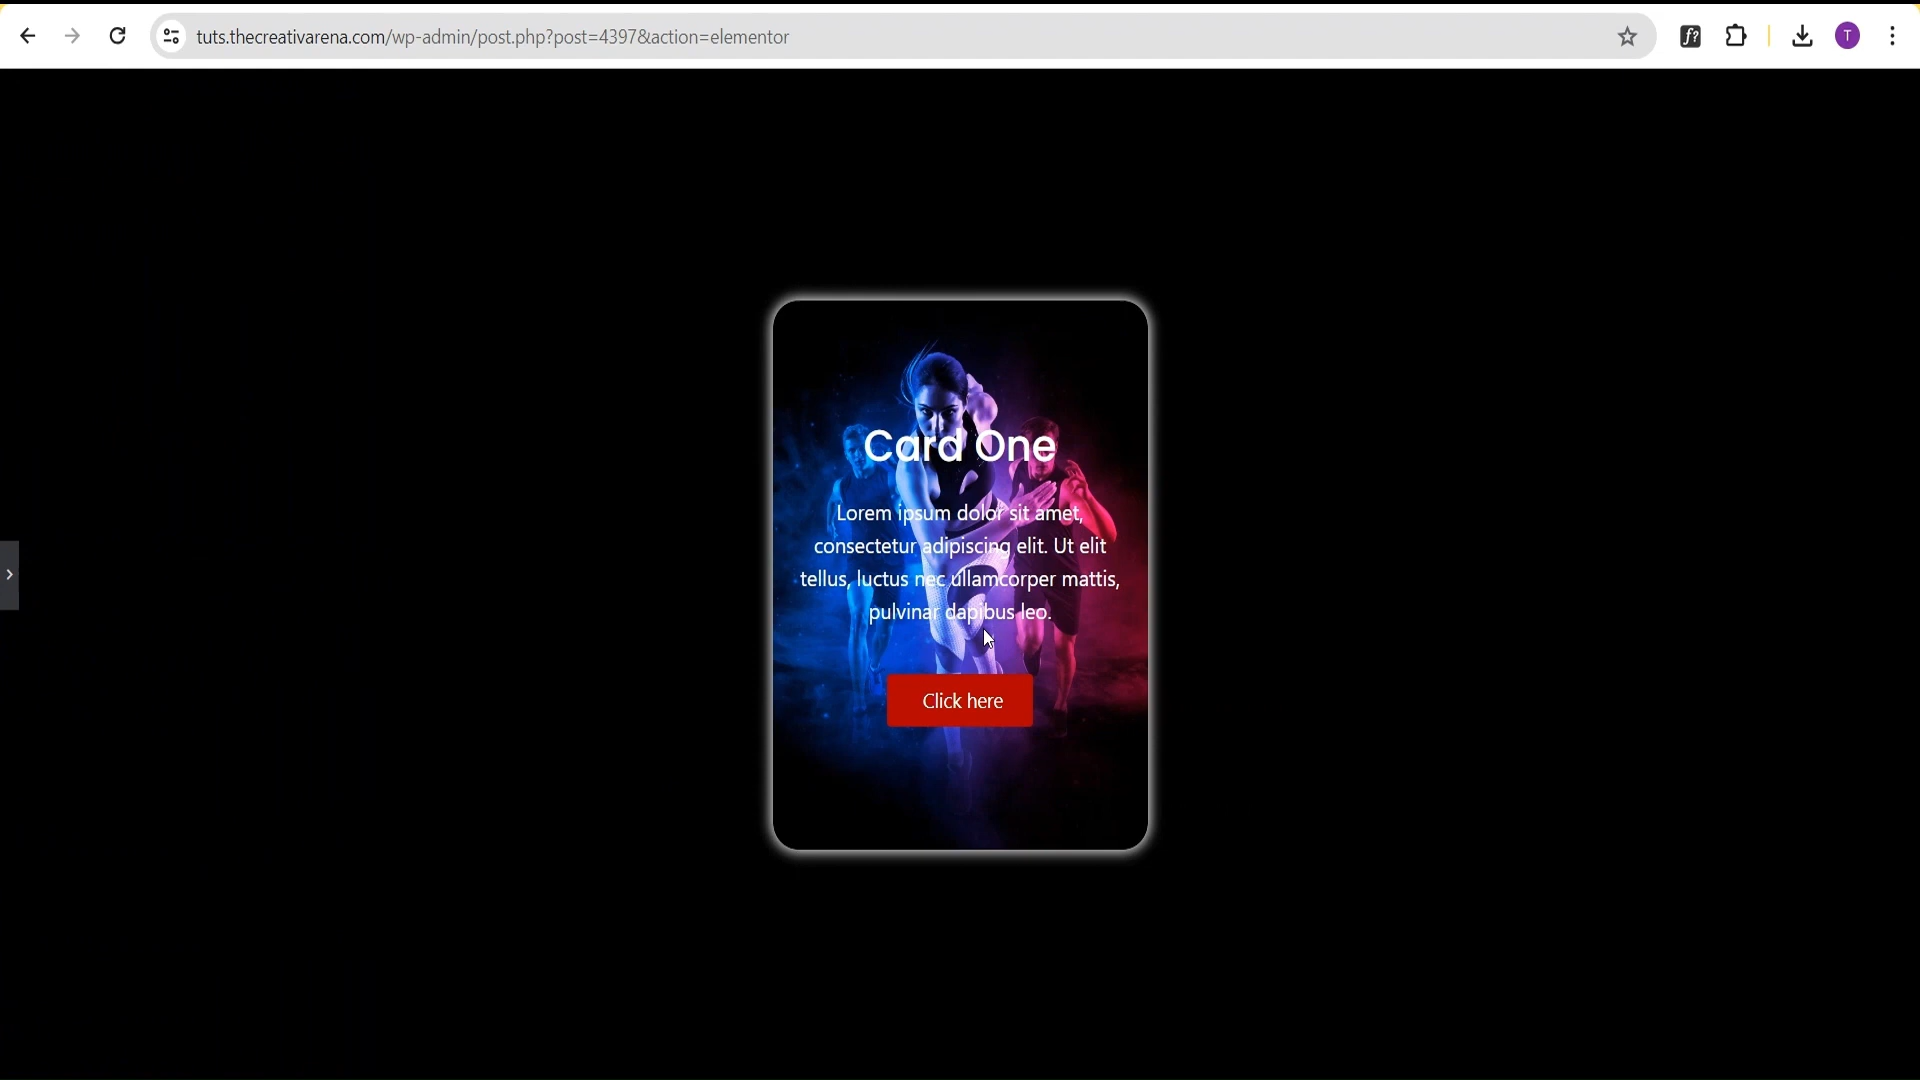 tuts.thecreativarena.com/wp-admin/post.php?post=4397&action=elementor
f?
T
Card One
Lorem ipsum dolor sit amet,
consectetur adipiscing elit. Ut elit
tellus, luctus nec ullamcorper mattis,
pulvinar dapibus leo.
Click here